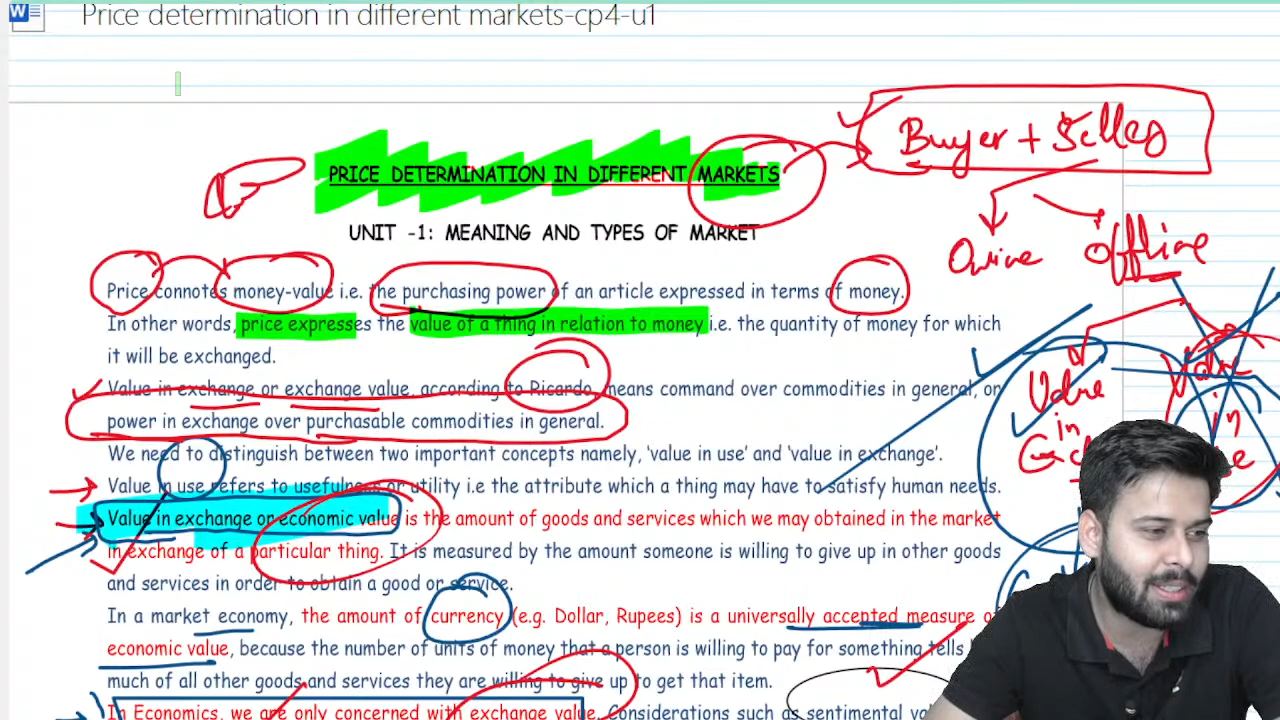 Price determination in different markets-cp4-u1
PRICE DETERMINATION IN DIFFERENT MARKETS
Buyer + Seller
Online
offline
UNIT -1: MEANING AND TYPES OF MARKET
Price connotes money-value i.e. the purchasing power of an article expressed in terms of money.
In other words, price expresses the value of a thing in relation to money i.e. the quantity of money for which
it will be exchanged.
Value in exchange or exchange value, according to Ricardo, means command over commodities in general, or
power in exchange over purchasable commodities in general.
Value
in
Value
in
We need to distinguish between two important concepts namely, 'value in use' and 'value in exchange'.
Value in use refers to usefulness or utility i.e the attribute which a thing may have to satisfy human needs.
Value in exchange or economic value is the amount of goods and services which we may obtained in the market
in exchange of a particular thing. It is measured by the amount someone is willing to give up in other goods
and services in order to obtain a good or service.
In a market economy, the amount of currency (e.g. Dollar, Rupees) is a universally accepted measure of
economic value, because the number of units of money that a person is willing to pay for something tells
much of all other goods and services they are willing to give up to get that item.
In Economics, we are only concerned with exchange value. Considerations such as sentimental